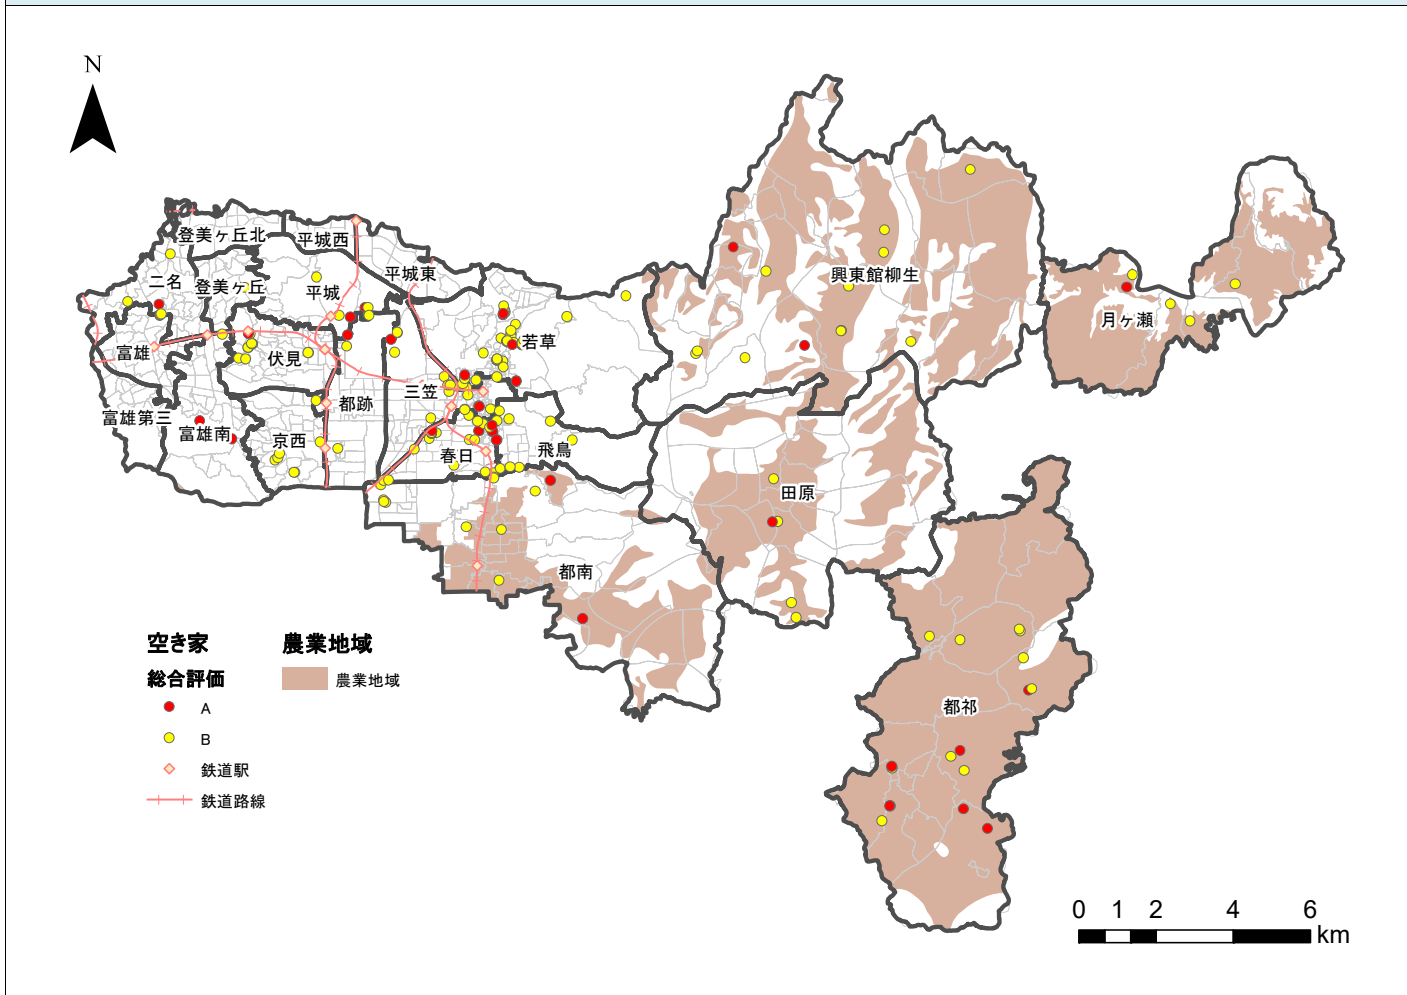 N
登美ヶ丘北
平城西
二名
登美ヶ丘
平城
平城東
富雄
伏見
若草
三笠
都跡
富雄第三
富雄南
京西
春日
飛鳥
都南
興東館柳生
月ヶ瀬
田原
都祁
空き家
総合評価
A
B
鉄道駅
鉄道路線
農業地域
農業地域
0 1 2 4 6
km